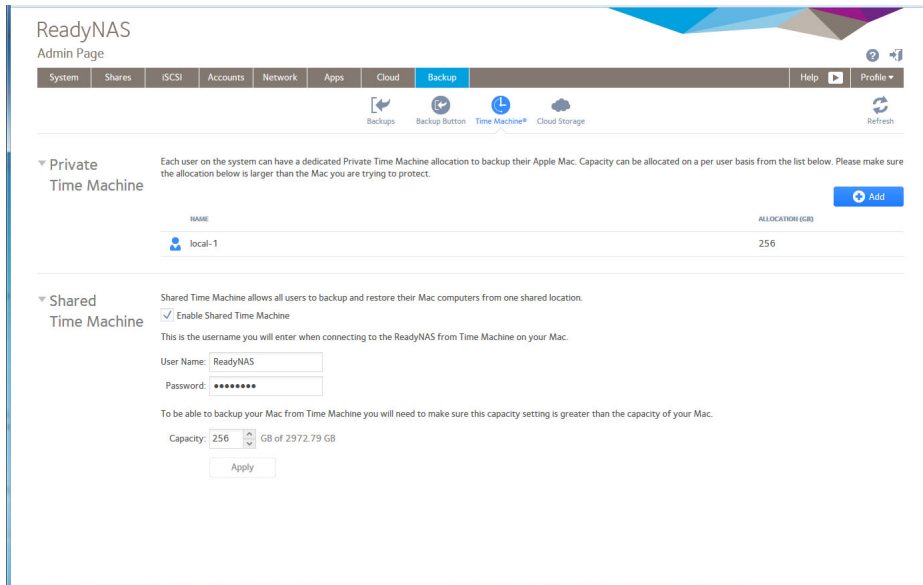 ReadyNAS
Admin Page
System Shares iSCSI Accounts Network Apps Cloud Backup Help Profile
Backups Backup Button Time Machine® Cloud Storage Refresh
Private
Time Machine
Each user on the system can have a dedicated Private Time Machine allocation to backup their Apple Mac. Capacity can be allocated on a per user basis from the list below. Please make sure
the allocation below is larger than the Mac you are trying to protect.
Add
NAME ALLOCATION (GB)
local-1 256
Shared
Time Machine
Shared Time Machine allows all users to backup and restore their Mac computers from one shared location.
Enable Shared Time Machine
This is the username you will enter when connecting to the ReadyNAS from Time Machine on your Mac.
User Name: ReadyNAS
Password: ••••••••
To be able to backup your Mac from Time Machine you will need to make sure this capacity setting is greater than the capacity of your Mac.
Capacity: 256 GB of 2972.79 GB
Apply